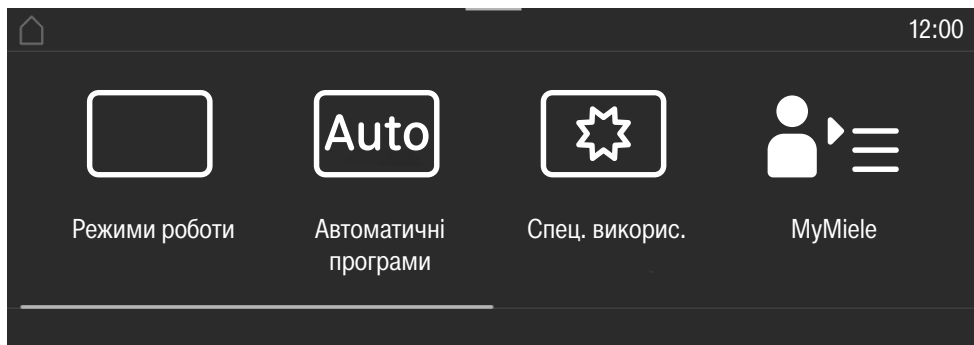 12:00
Auto
Режими роботи
Автоматичні
програми
Спец. викорис.
MyMiele